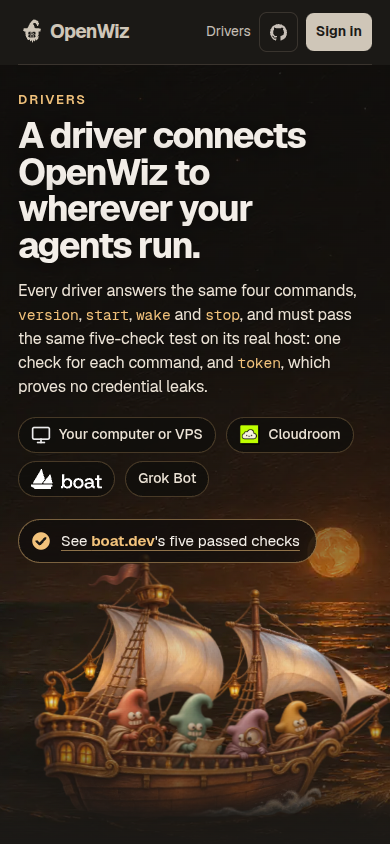 OpenWiz
Drivers
Sign in
DRIVERS
A driver connects
OpenWiz to
wherever your
agents run.
Every driver answers the same four commands,
version, start, wake and stop, and must pass
the same five-check test on its real host: one
check for each command, and token, which
proves no credential leaks.
Your computer or VPS
Cloudroom
boat
Grok Bot
See boat.dev's five passed checks